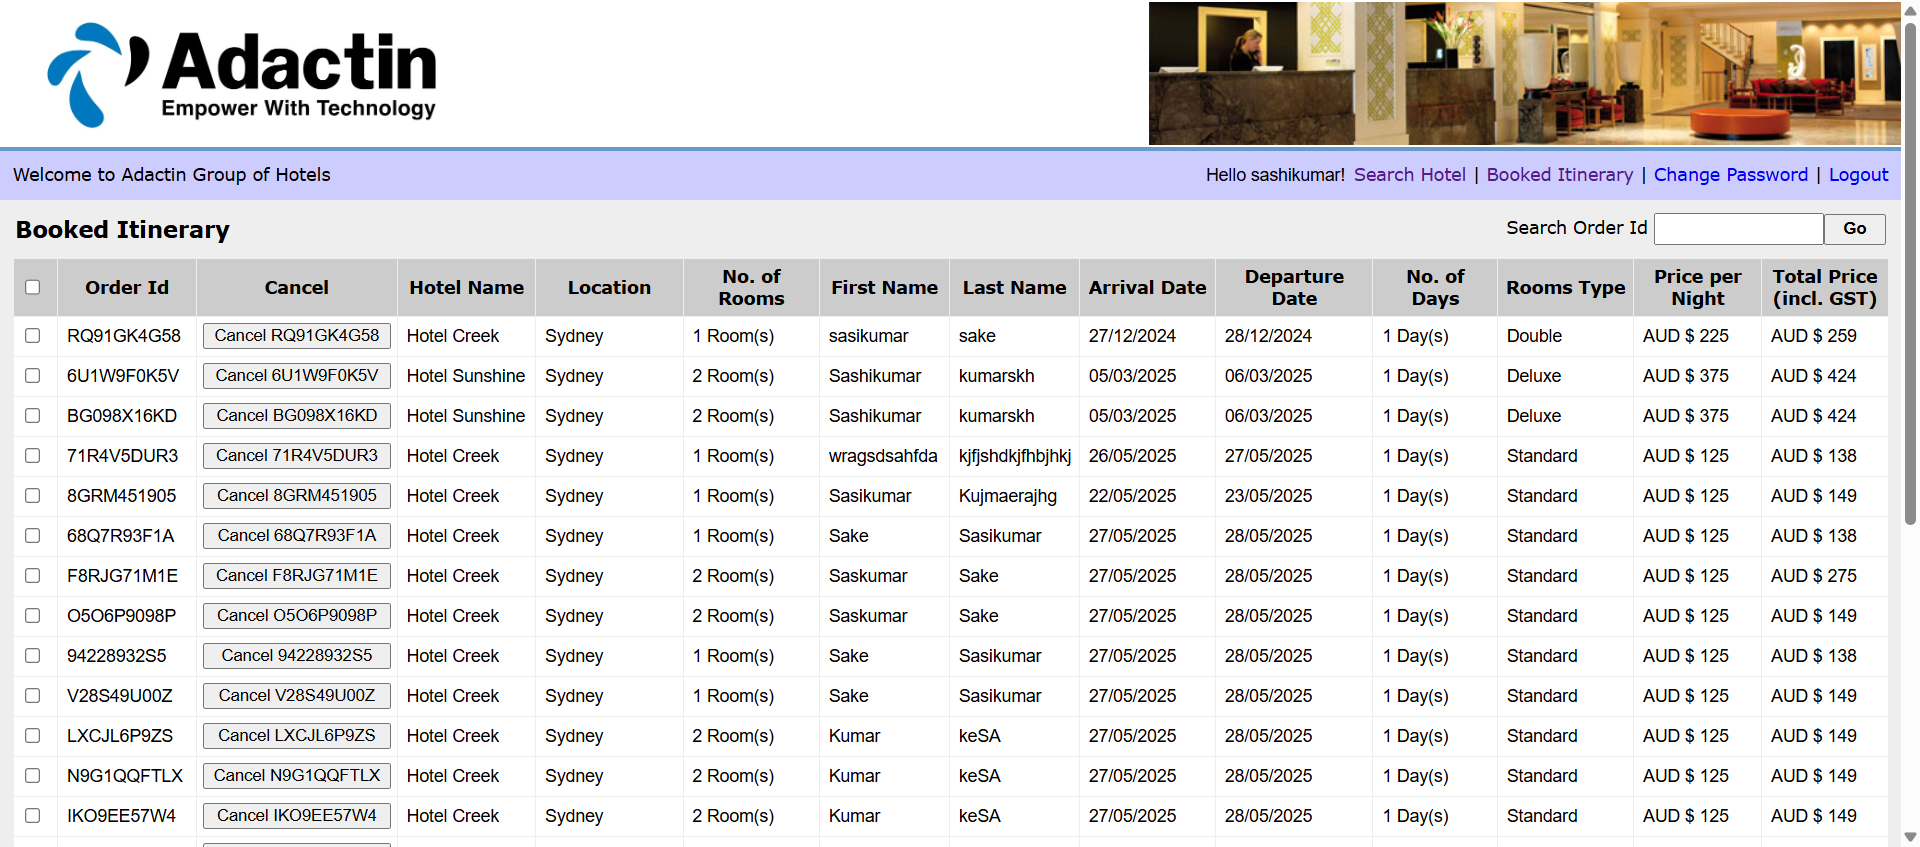 Adactin
Empower With Technology
Welcome to Adactin Group of Hotels
Hello sashikumar! Search Hotel | Booked Itinerary | Change Password | Logout
Booked Itinerary
Search Order Id Go
Order Id Cancel Hotel Name Location No. of Rooms First Name Last Name Arrival Date Departure Date No. of Days Rooms Type Price per Night Total Price (incl. GST)
RQ91GK4G58 Cancel RQ91GK4G58 Hotel Creek Sydney 1 Room(s) sasikumar sake 27/12/2024 28/12/2024 1 Day(s) Double AUD $ 225 AUD $ 259
6U1W9F0K5V Cancel 6U1W9F0K5V Hotel Sunshine Sydney 2 Room(s) Sashikumar kumarskh 05/03/2025 06/03/2025 1 Day(s) Deluxe AUD $ 375 AUD $ 424
BG098X16KD Cancel BG098X16KD Hotel Sunshine Sydney 2 Room(s) Sashikumar kumarskh 05/03/2025 06/03/2025 1 Day(s) Deluxe AUD $ 375 AUD $ 424
71R4V5DUR3 Cancel 71R4V5DUR3 Hotel Creek Sydney 1 Room(s) wragsdsahfda kjfjshdkjfhbjhkj 26/05/2025 27/05/2025 1 Day(s) Standard AUD $ 125 AUD $ 138
8GRM451905 Cancel 8GRM451905 Hotel Creek Sydney 1 Room(s) Sasikumar Kujmaerajhg 22/05/2025 23/05/2025 1 Day(s) Standard AUD $ 125 AUD $ 149
68Q7R93F1A Cancel 68Q7R93F1A Hotel Creek Sydney 1 Room(s) Sake Sasikumar 27/05/2025 28/05/2025 1 Day(s) Standard AUD $ 125 AUD $ 138
F8RJG71M1E Cancel F8RJG71M1E Hotel Creek Sydney 2 Room(s) Saskumar Sake 27/05/2025 28/05/2025 1 Day(s) Standard AUD $ 125 AUD $ 275
O5O6P9098P Cancel O5O6P9098P Hotel Creek Sydney 2 Room(s) Saskumar Sake 27/05/2025 28/05/2025 1 Day(s) Standard AUD $ 125 AUD $ 149
94228932S5 Cancel 94228932S5 Hotel Creek Sydney 1 Room(s) Sake Sasikumar 27/05/2025 28/05/2025 1 Day(s) Standard AUD $ 125 AUD $ 138
V28S49U00Z Cancel V28S49U00Z Hotel Creek Sydney 1 Room(s) Sake Sasikumar 27/05/2025 28/05/2025 1 Day(s) Standard AUD $ 125 AUD $ 149
LXCJL6P9ZS Cancel LXCJL6P9ZS Hotel Creek Sydney 2 Room(s) Kumar keSA 27/05/2025 28/05/2025 1 Day(s) Standard AUD $ 125 AUD $ 149
N9G1QQFTLX Cancel N9G1QQFTLX Hotel Creek Sydney 2 Room(s) Kumar keSA 27/05/2025 28/05/2025 1 Day(s) Standard AUD $ 125 AUD $ 149
IKO9EE57W4 Cancel IKO9EE57W4 Hotel Creek Sydney 2 Room(s) Kumar keSA 27/05/2025 28/05/2025 1 Day(s) Standard AUD $ 125 AUD $ 149